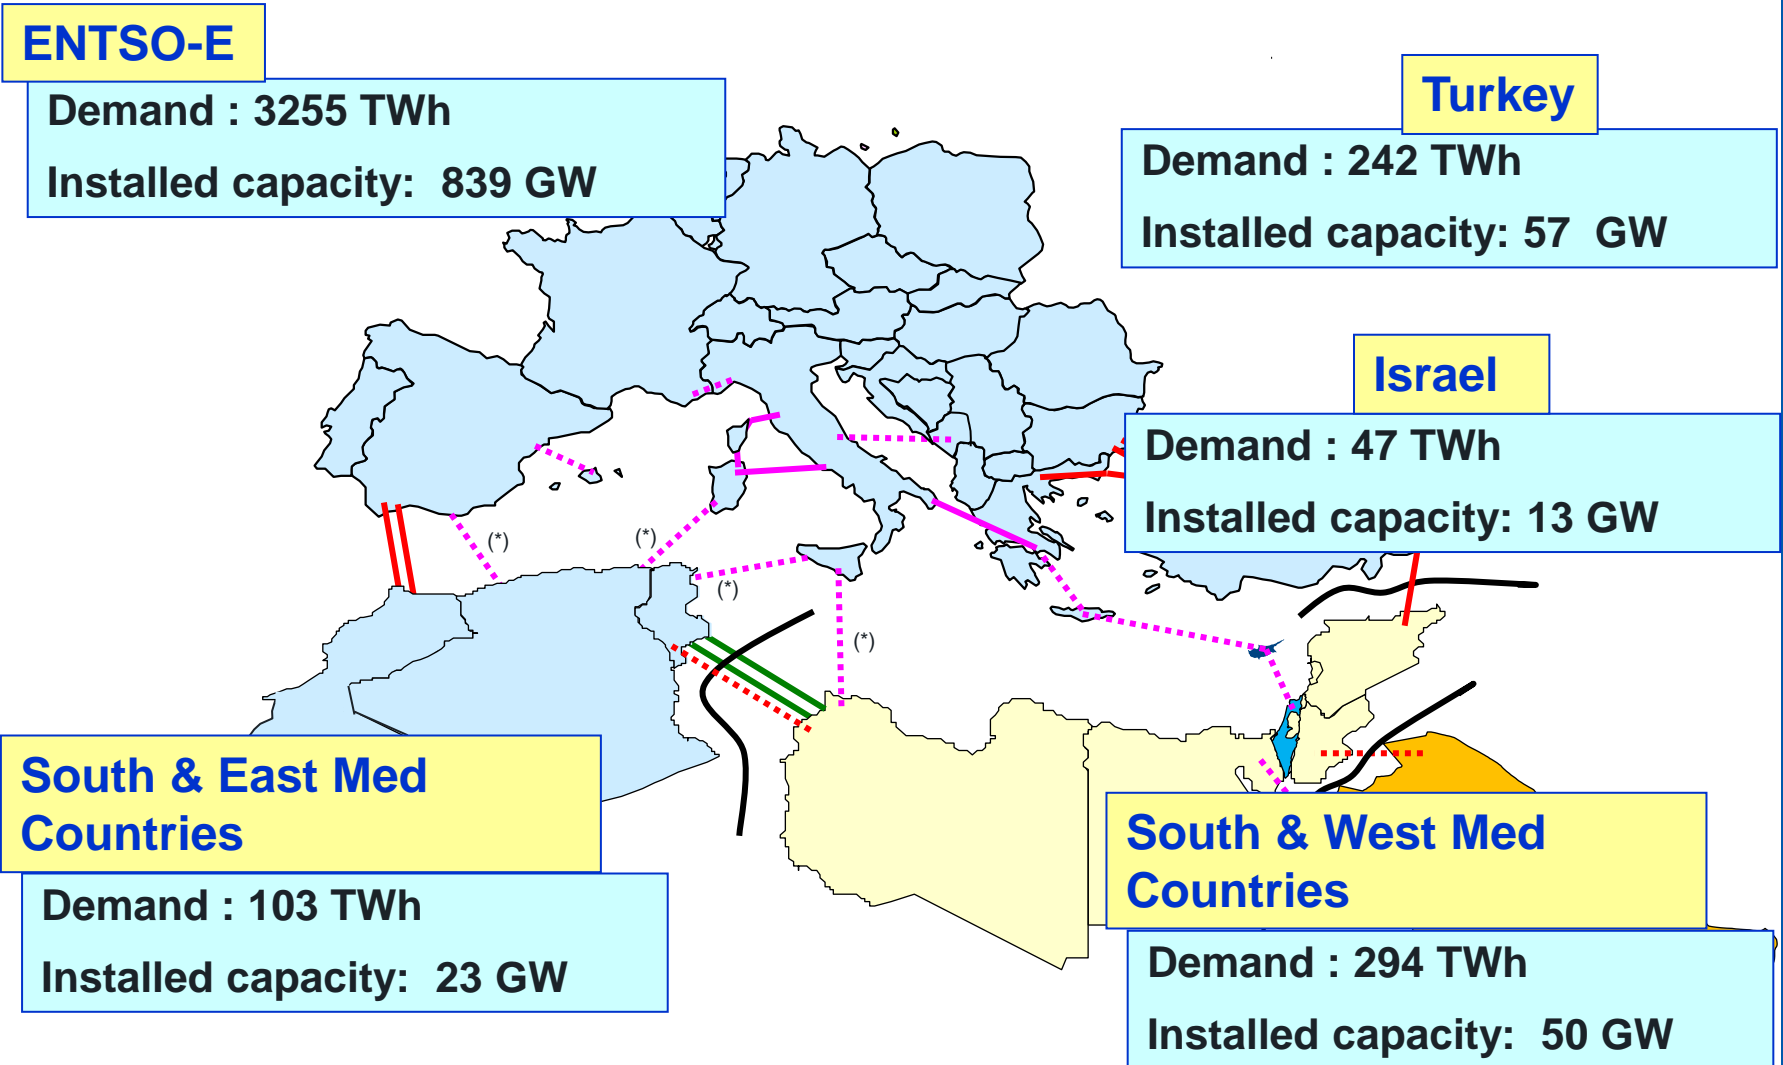 ENTSO-E
Demand : 3255 TWh
Installed capacity: 839 GW
Turkey
Demand : 242 TWh
Installed capacity: 57 GW
Israel
Demand : 47 TWh
Installed capacity: 13 GW
(*)
(*)
(*)
(*)
South & East Med
Countries
Demand : 103 TWh
Installed capacity: 23 GW
South & West Med
Countries
Demand : 294 TWh
Installed capacity: 50 GW